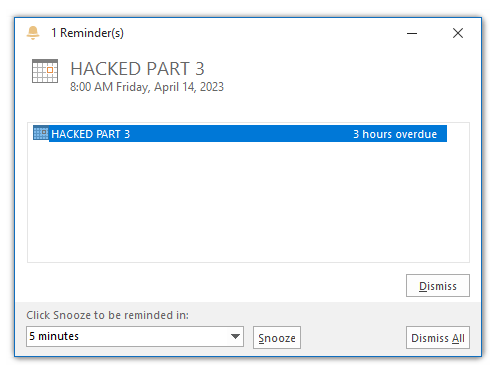 1 Reminder(s)
HACKED PART 3
8:00 AM Friday, April 14, 2023
HACKED PART 3 3 hours overdue
Dismiss
Click Snooze to be reminded in:
5 minutes Snooze Dismiss All